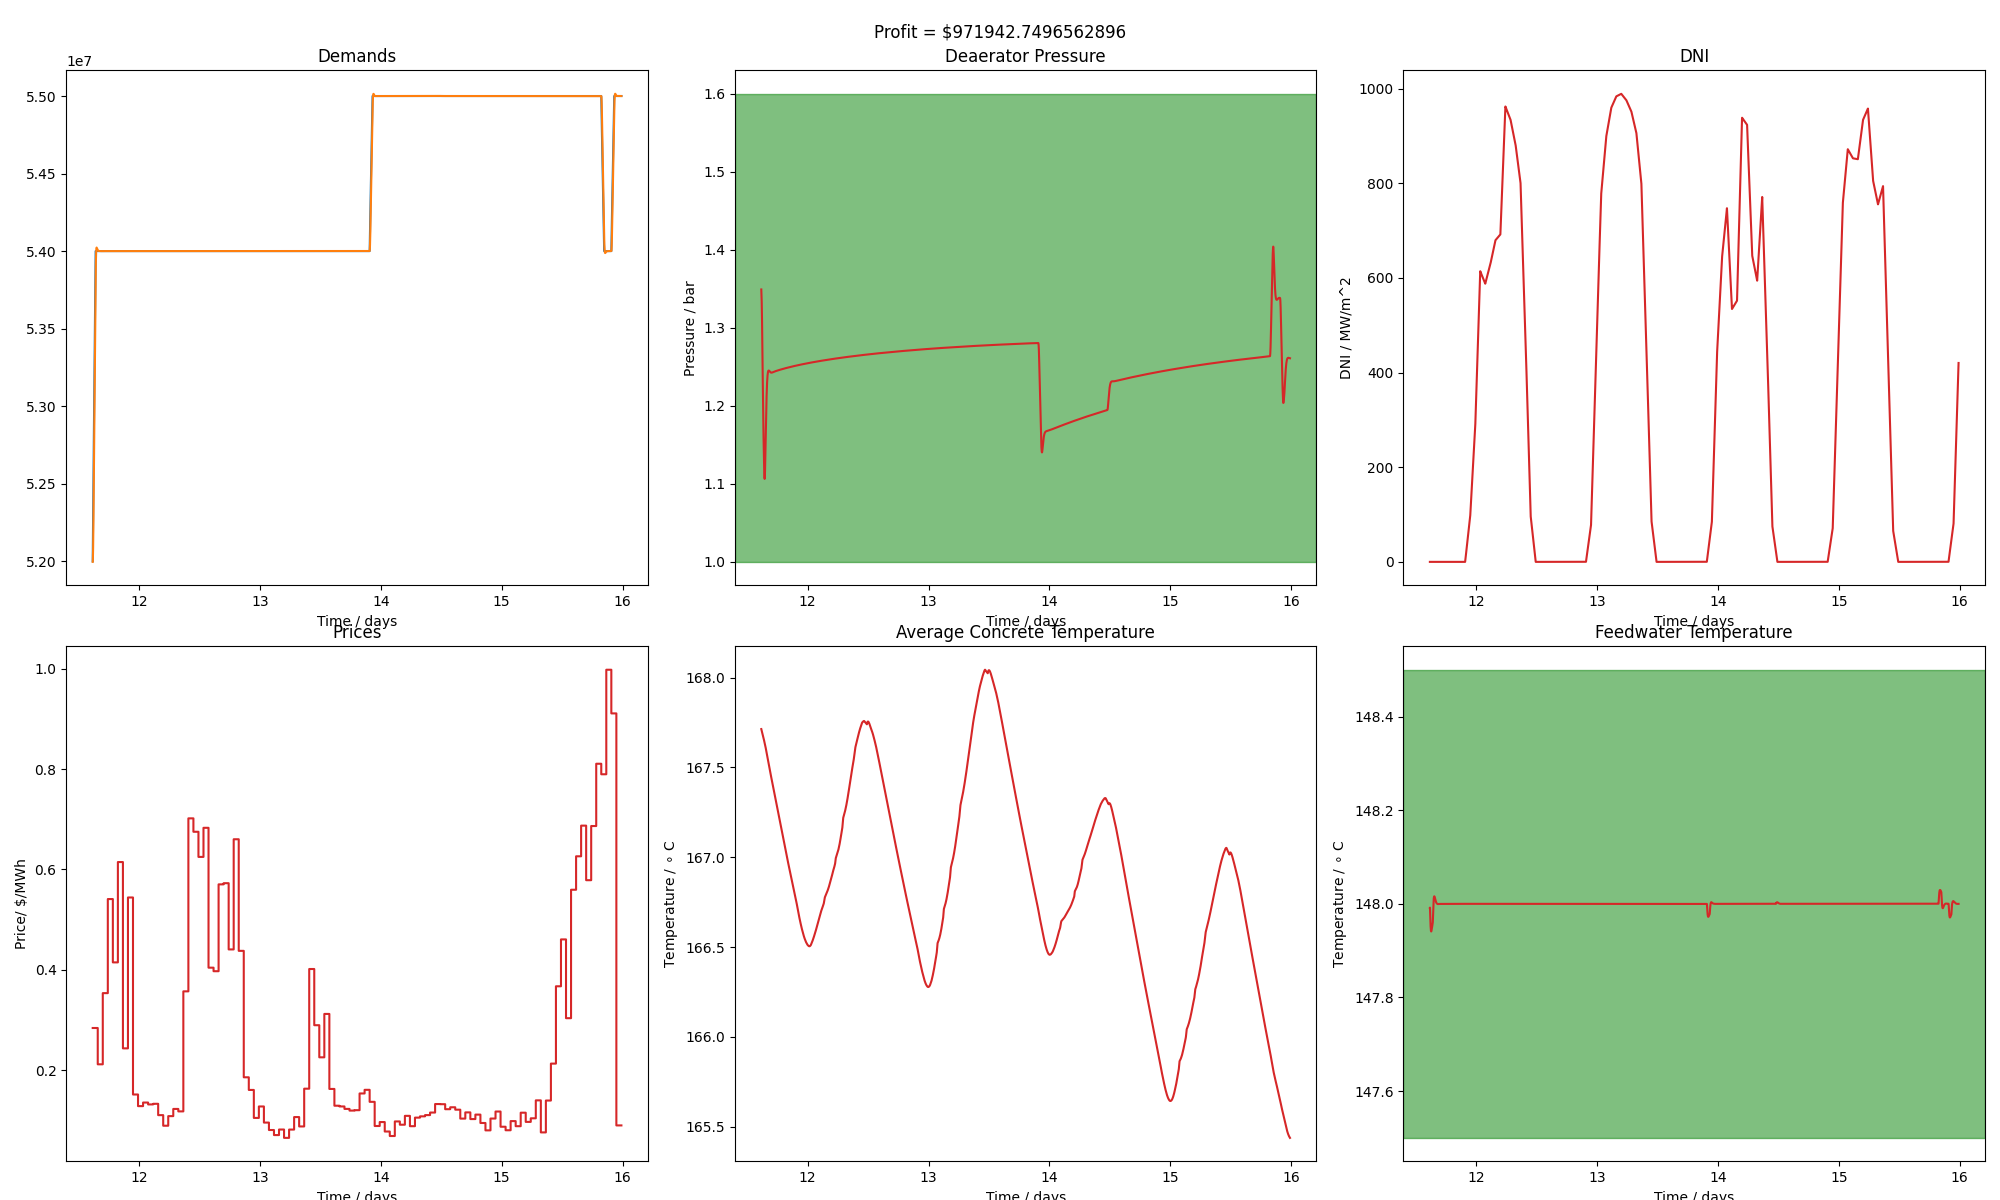 Profit = $971942.7496562896
Demands
1e7
5.50
5.45
5.40
5.35
5.30
5.25
5.20
12 13 14 15 16
Time / days
Deaerator Pressure
Pressure / bar
1.6
1.5
1.4
1.3
1.2
1.1
1.0
12 13 14 15 16
Time / days
DNI
DNI / MW/m^2
1000
800
600
400
200
0
12 13 14 15 16
Time / days
Prices
Price/ $/MWh
1.0
0.8
0.6
0.4
0.2
12 13 14 15 16
Time / days
Average Concrete Temperature
Temperature / ∘ C
168.0
167.5
167.0
166.5
166.0
165.5
12 13 14 15 16
Time / days
Feedwater Temperature
Temperature / ∘ C
148.4
148.2
148.0
147.8
147.6
12 13 14 15 16
Time / days